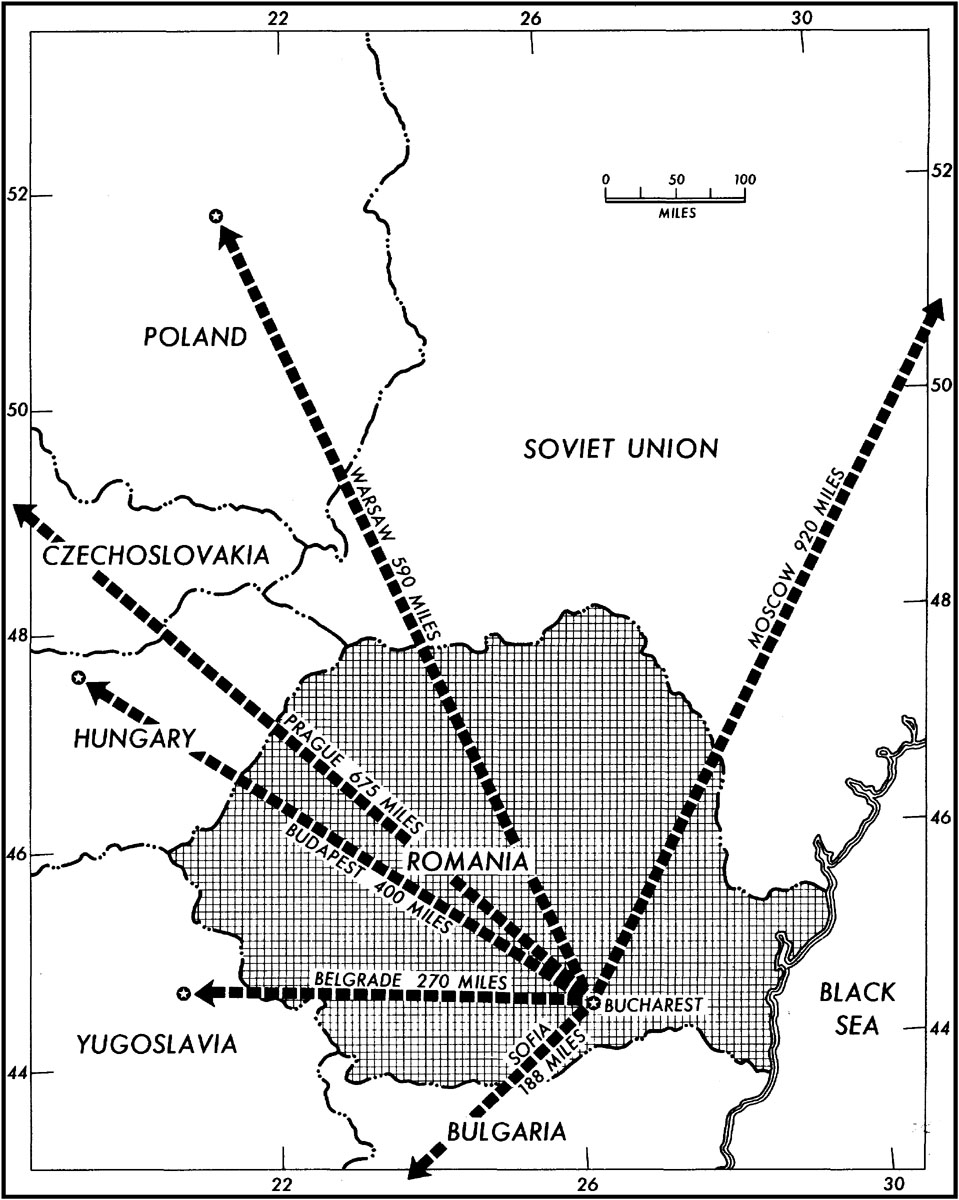 22 26 30
52 52
0 50 100
MILES
POLAND
50 50
SOVIET UNION
WARSAW 590 MILES
MOSCOW 920 MILES
CZECHOSLOVAKIA
48 48
HUNGARY
PRAGUE 675 MILES
BUDAPEST 400 MILES
46 46
ROMANIA
BELGRADE 270 MILES
BUCHAREST
BLACK
SEA
YUGOSLAVIA
SOFIA
188 MILES
44 44
BULGARIA
22 26 30